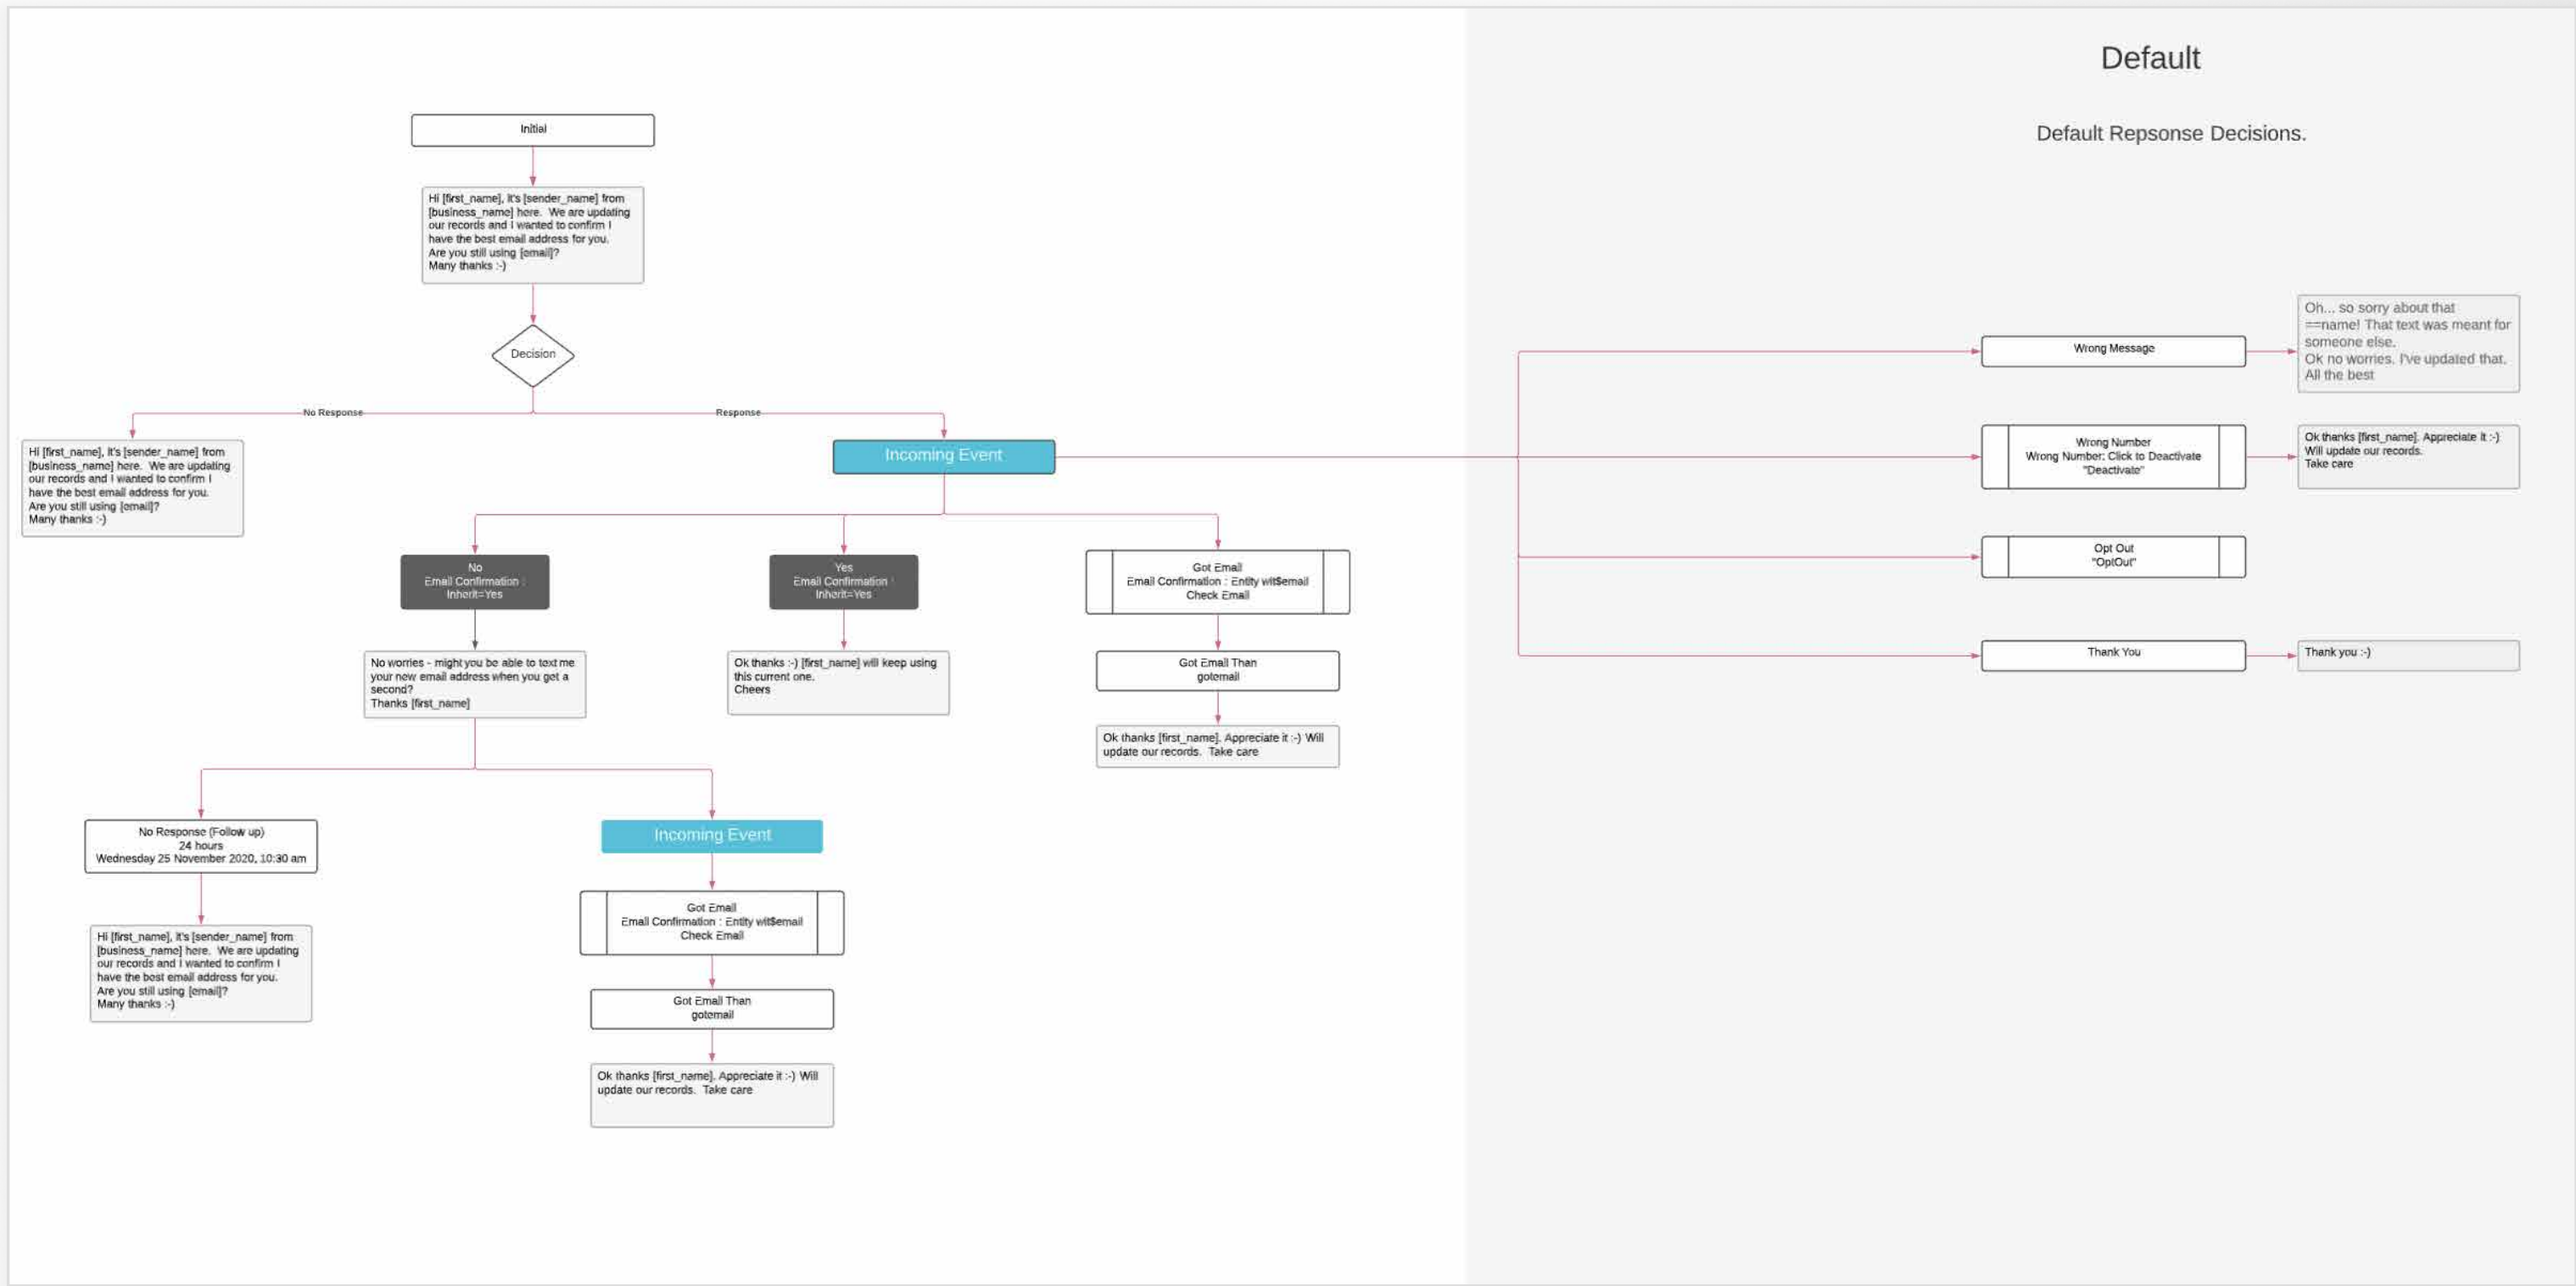 Default
Default Repsonse Decisions.
Initial
Hi [first_name], it's [sender_name] from
[business_name] here.  We are updating
our records and I wanted to confirm I
have the best email address for you.
Are you still using [email]?
Many thanks :-)
Decision
No Response
Response
Hi [first_name], it's [sender_name] from
[business_name] here.  We are updating
our records and I wanted to confirm I
have the best email address for you.
Are you still using [email]?
Many thanks :-)
Incoming Event
No
Email Confirmation :
Inherit=Yes
Yes
Email Confirmation :
Inherit=Yes
Got Email
Email Confirmation : Entity wit$email
Check Email
No worries - might you be able to text me
your new email address when you get a
second?
Thanks [first_name]
Ok thanks :-) [first_name] will keep using
this current one.
Cheers
Got Email Than
gotemail
Ok thanks [first_name]. Appreciate it :-) Will
update our records.  Take care
No Response (Follow up)
24 hours
Wednesday 25 November 2020, 10:30 am
Hi [first_name], it's [sender_name] from
[business_name] here.  We are updating
our records and I wanted to confirm I
have the best email address for you.
Are you still using [email]?
Many thanks :-)
Incoming Event
Got Email
Email Confirmation : Entity wit$email
Check Email
Got Email Than
gotemail
Ok thanks [first_name]. Appreciate it :-) Will
update our records.  Take care
Wrong Message
Oh... so sorry about that
==name! That text was meant for
someone else.
Ok no worries. I've updated that.
All the best
Wrong Number
Wrong Number: Click to Deactivate
"Deactivate"
Ok thanks [first_name]. Appreciate it :-)
Will update our records.
Take care
Opt Out
"OptOut"
Thank You
Thank you :-)